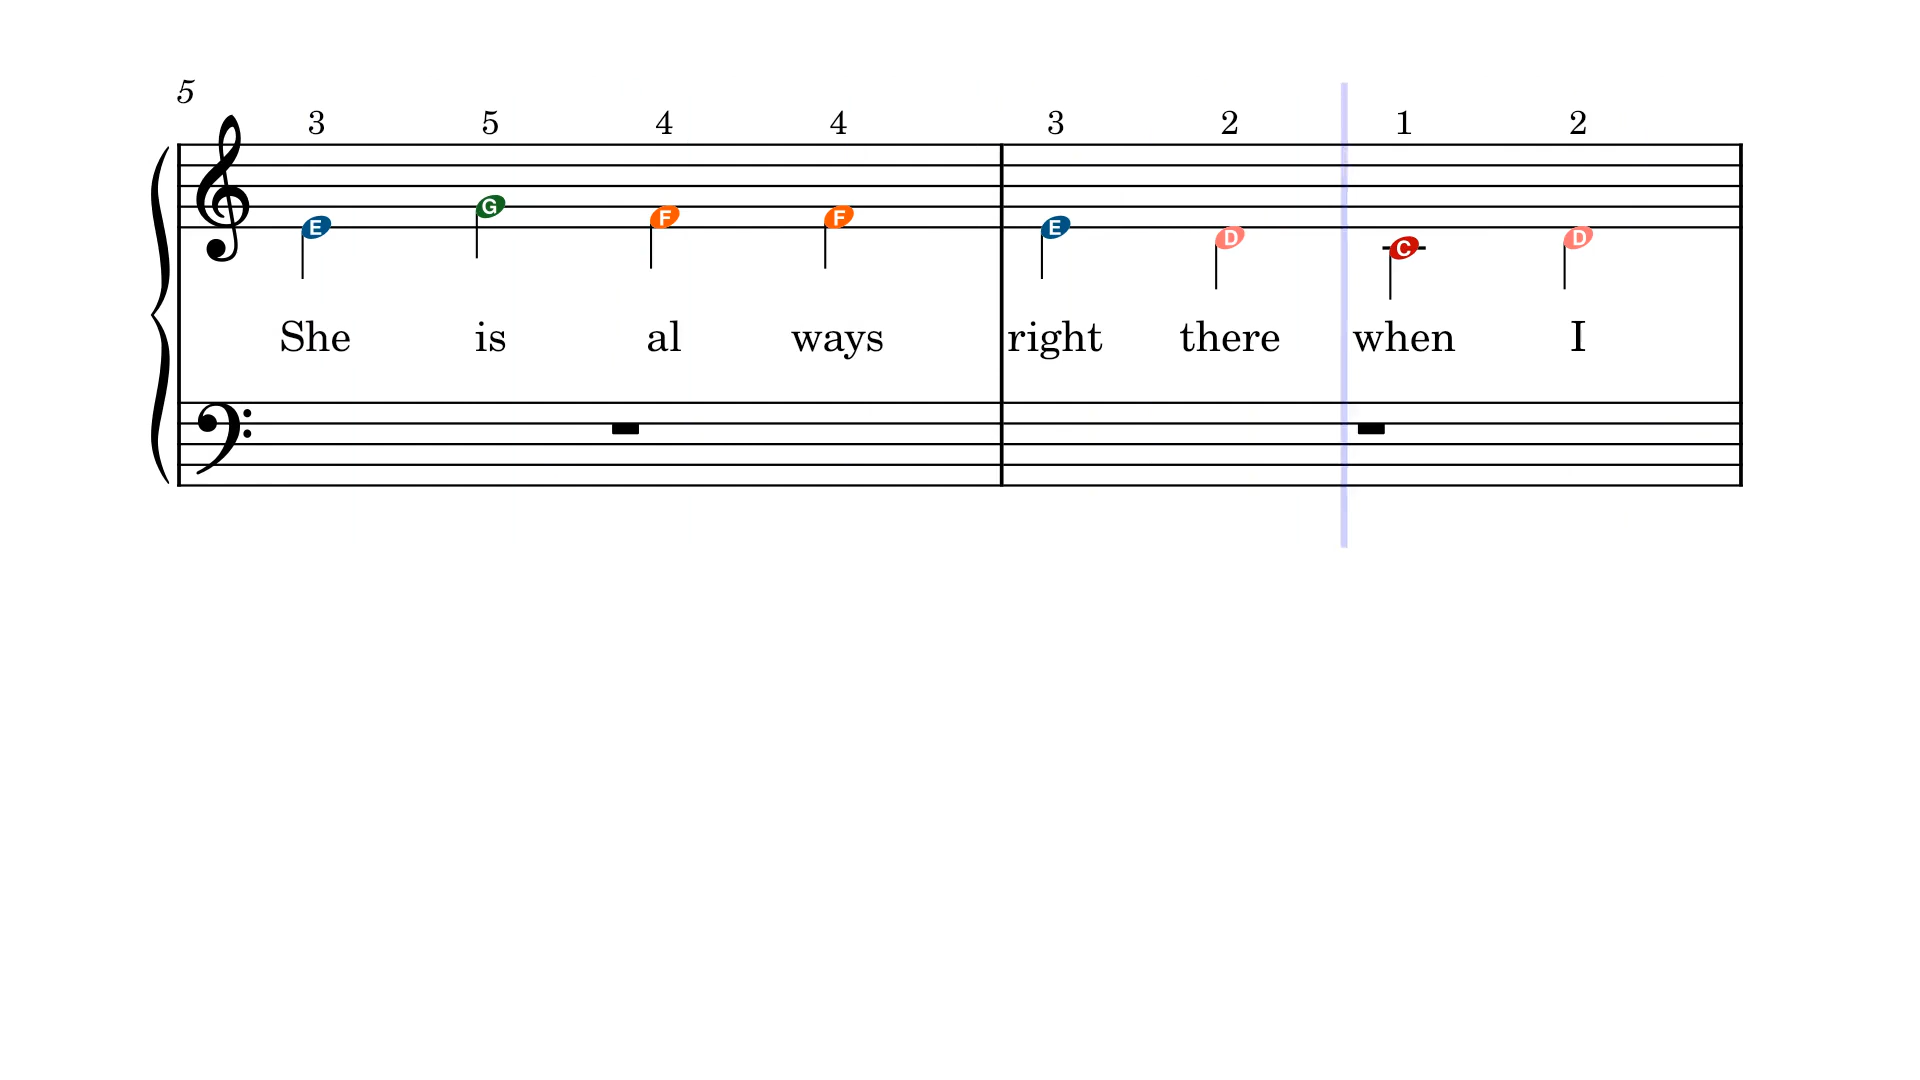 5
3 5 4 4 3 2 1 2
E G F F E D C D
She is al ways right there when I